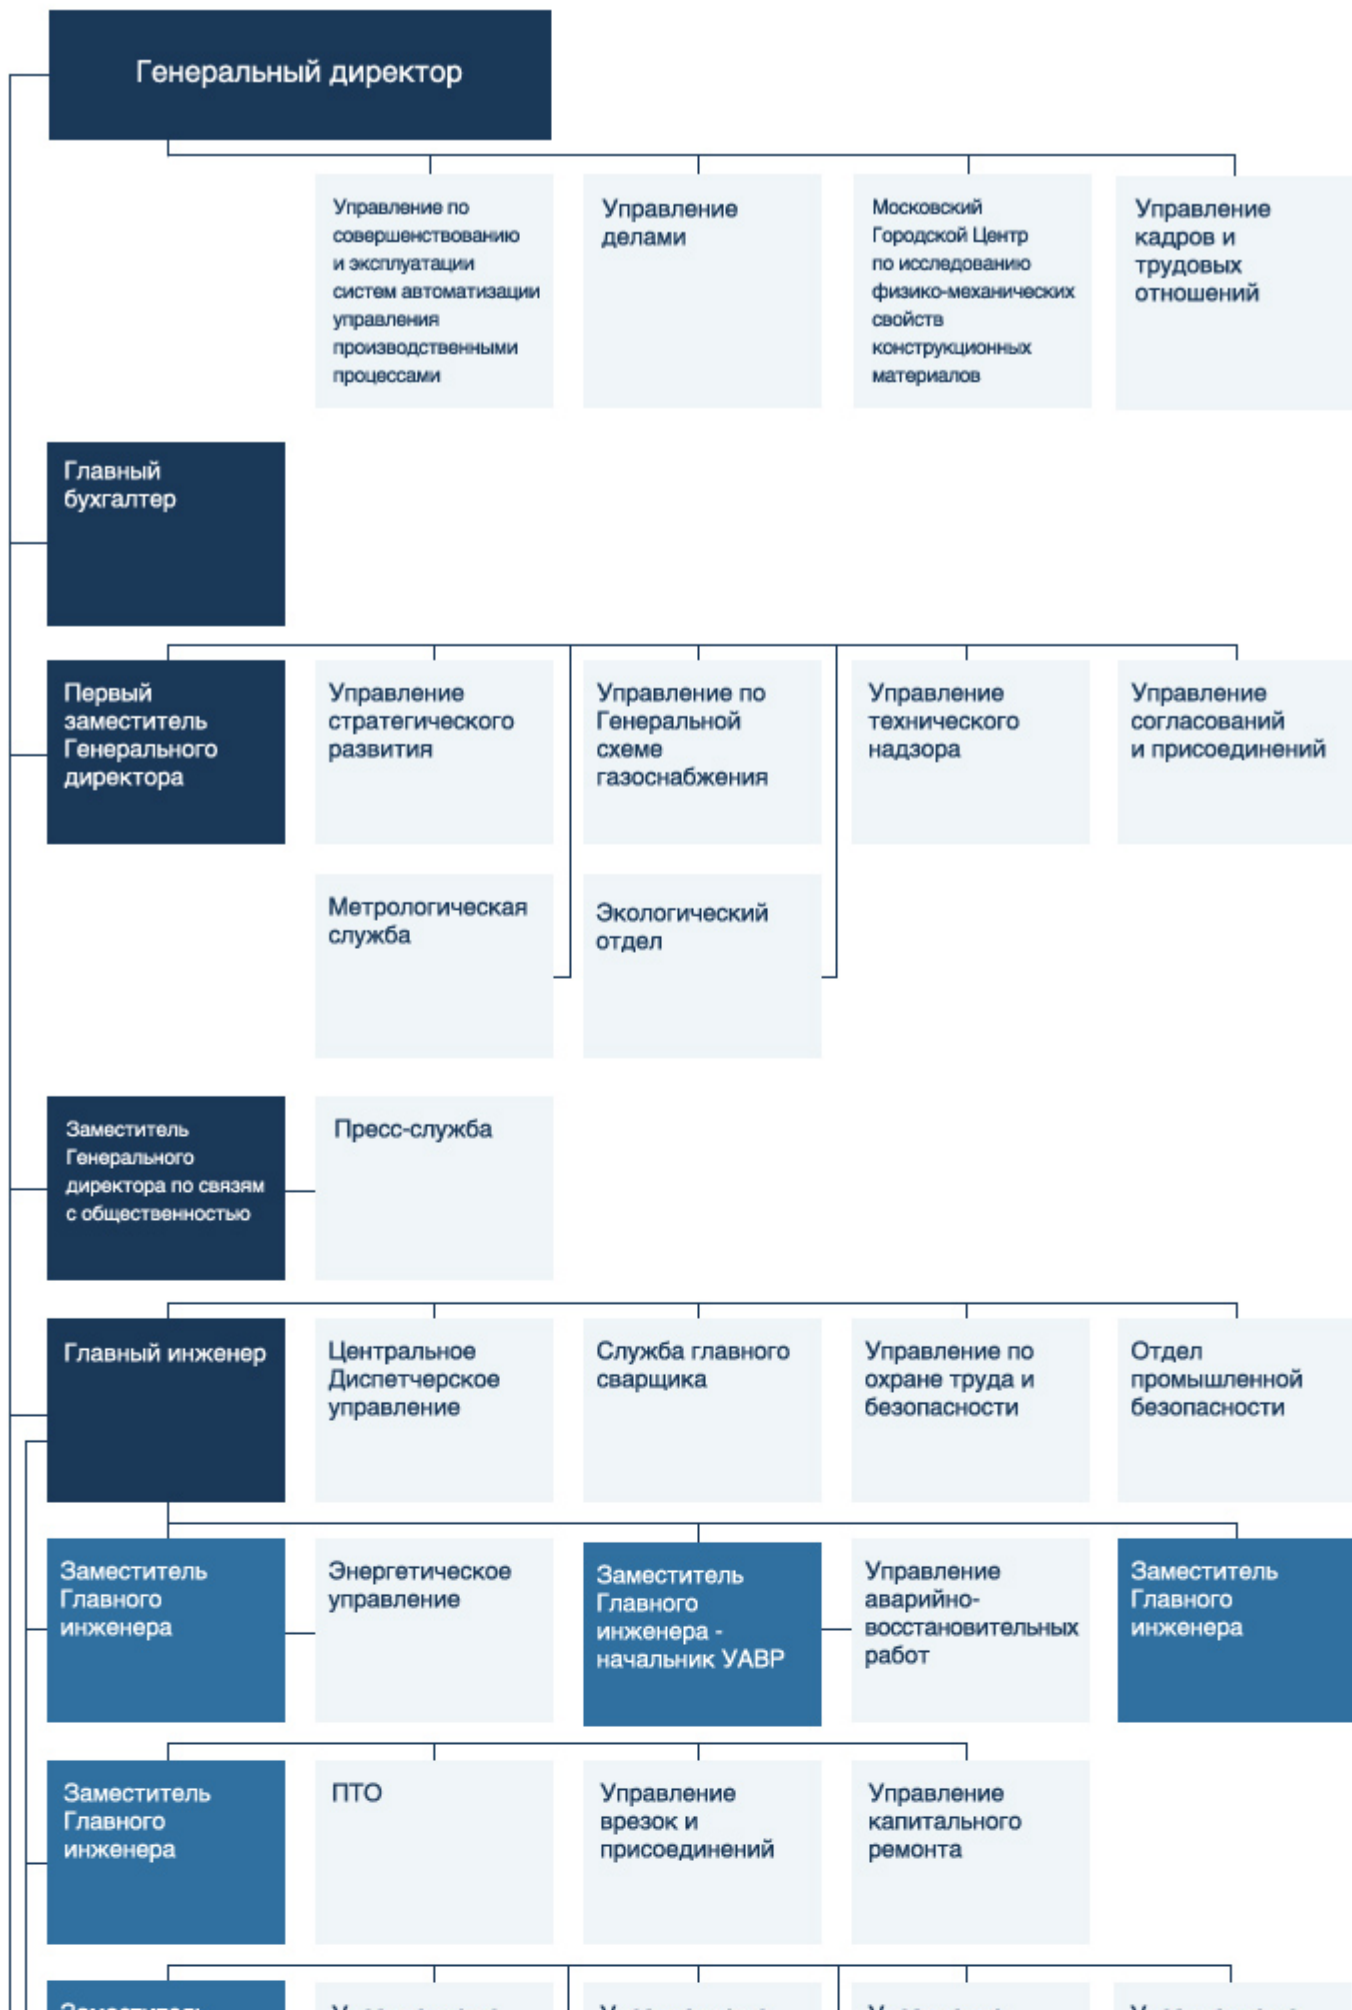 Генеральный директор
Управление по
совершенствованию
и эксплуатации
систем автоматизации
управления
производственными
процессами
Управление
делами
Московский
Городской Центр
по исследованию
физико-механических
свойств
конструкционных
материалов
Управление
кадров и
трудовых
отношений
Главный
бухгалтер
Первый
заместитель
Генерального
директора
Управление
стратегического
развития
Управление по
Генеральной
схеме
газоснабжения
Управление
технического
надзора
Управление
согласований
и присоединений
Метрологическая
служба
Экологический
отдел
Заместитель
Генерального
директора по связям
с общественностью
Пресс-служба
Главный инженер
Центральное
Диспетчерское
управление
Служба главного
сварщика
Управление по
охране труда и
безопасности
Отдел
промышленной
безопасности
Заместитель
Главного
инженера
Энергетическое
управление
Заместитель
Главного
инженера -
начальник УАВР
Управление
аварийно-
восстановительных
работ
Заместитель
Главного
инженера
Заместитель
Главного
инженера
ПТО
Управление
врезок и
присоединений
Управление
капитального
ремонта